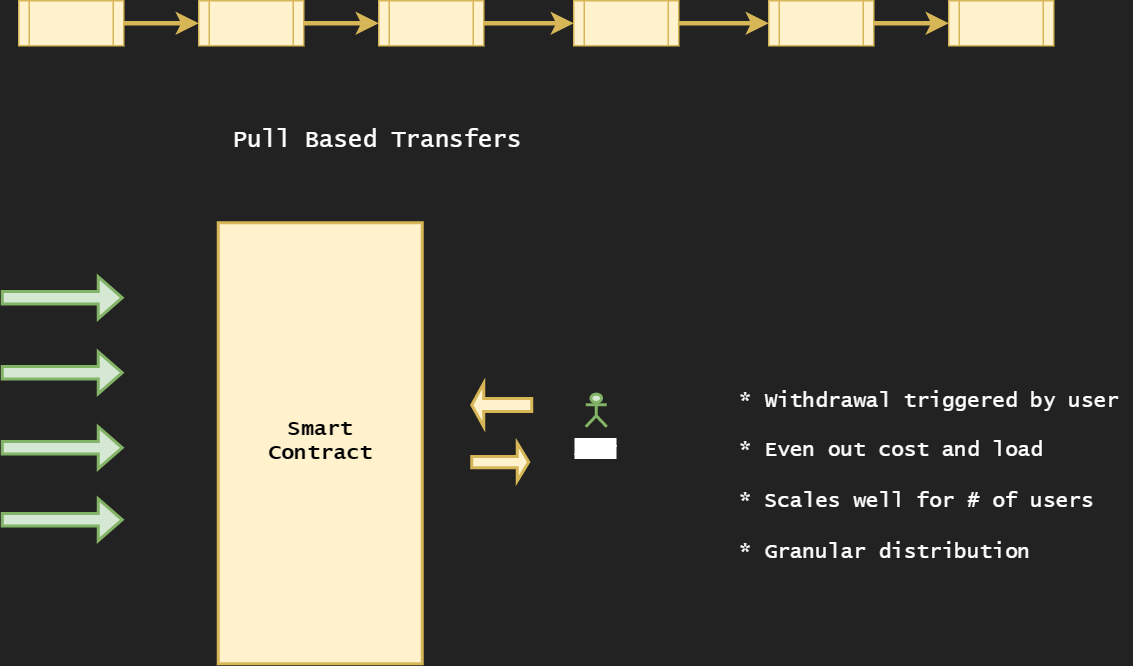 Pull Based Transfers
Smart
Contract
* Withdrawal triggered by user
* Even out cost and load
* Scales well for # of users
* Granular distribution